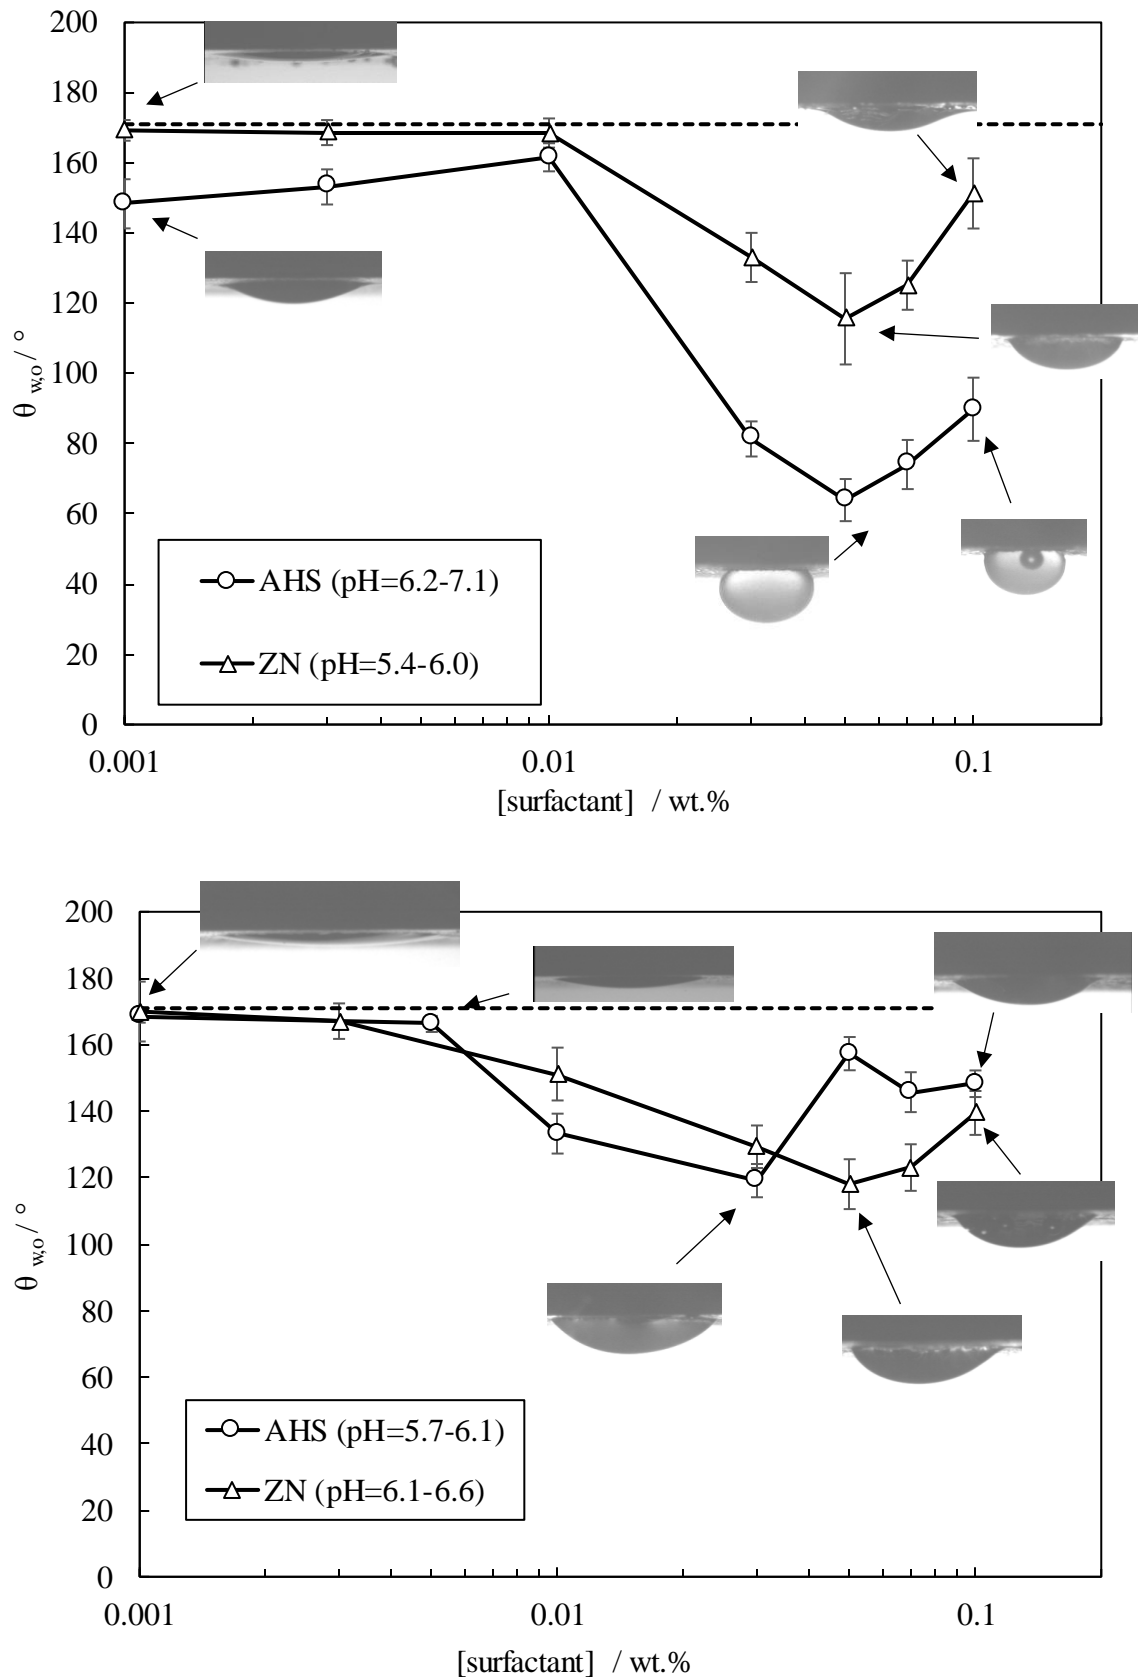 200
180
160
140
120
100
80
60
40
20
0
θ w,o / °
AHS (pH=6.2-7.1)
ZN (pH=5.4-6.0)
0.001 0.01 0.1
[surfactant] / wt.%
200
180
160
140
120
100
80
60
40
20
0
θ w,o / °
AHS (pH=5.7-6.1)
ZN (pH=6.1-6.6)
0.001 0.01 0.1
[surfactant] / wt.%